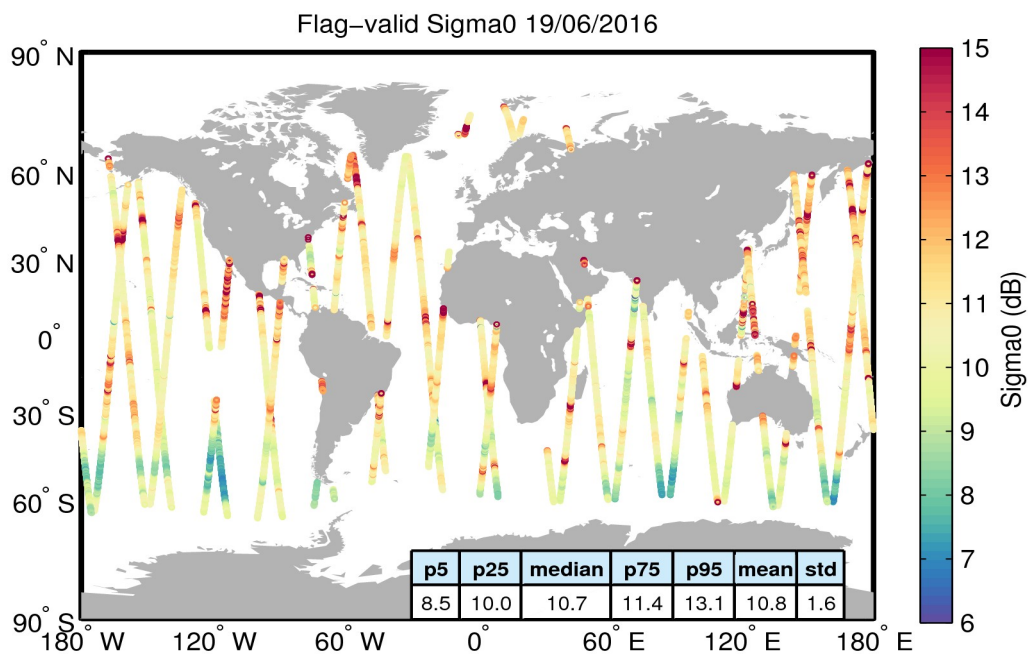 Flag-valid Sigma0 19/06/2016
90° N
60° N
30° N
0°
30° S
60° S
90° S
180° W
120° W
60° W
0°
60° E
120° E
180° E
p5 p25 median p75 p95 mean std
8.5 10.0 10.7 11.4 13.1 10.8 1.6
15
14
13
12
11
10
9
8
7
6
Sigma0 (dB)